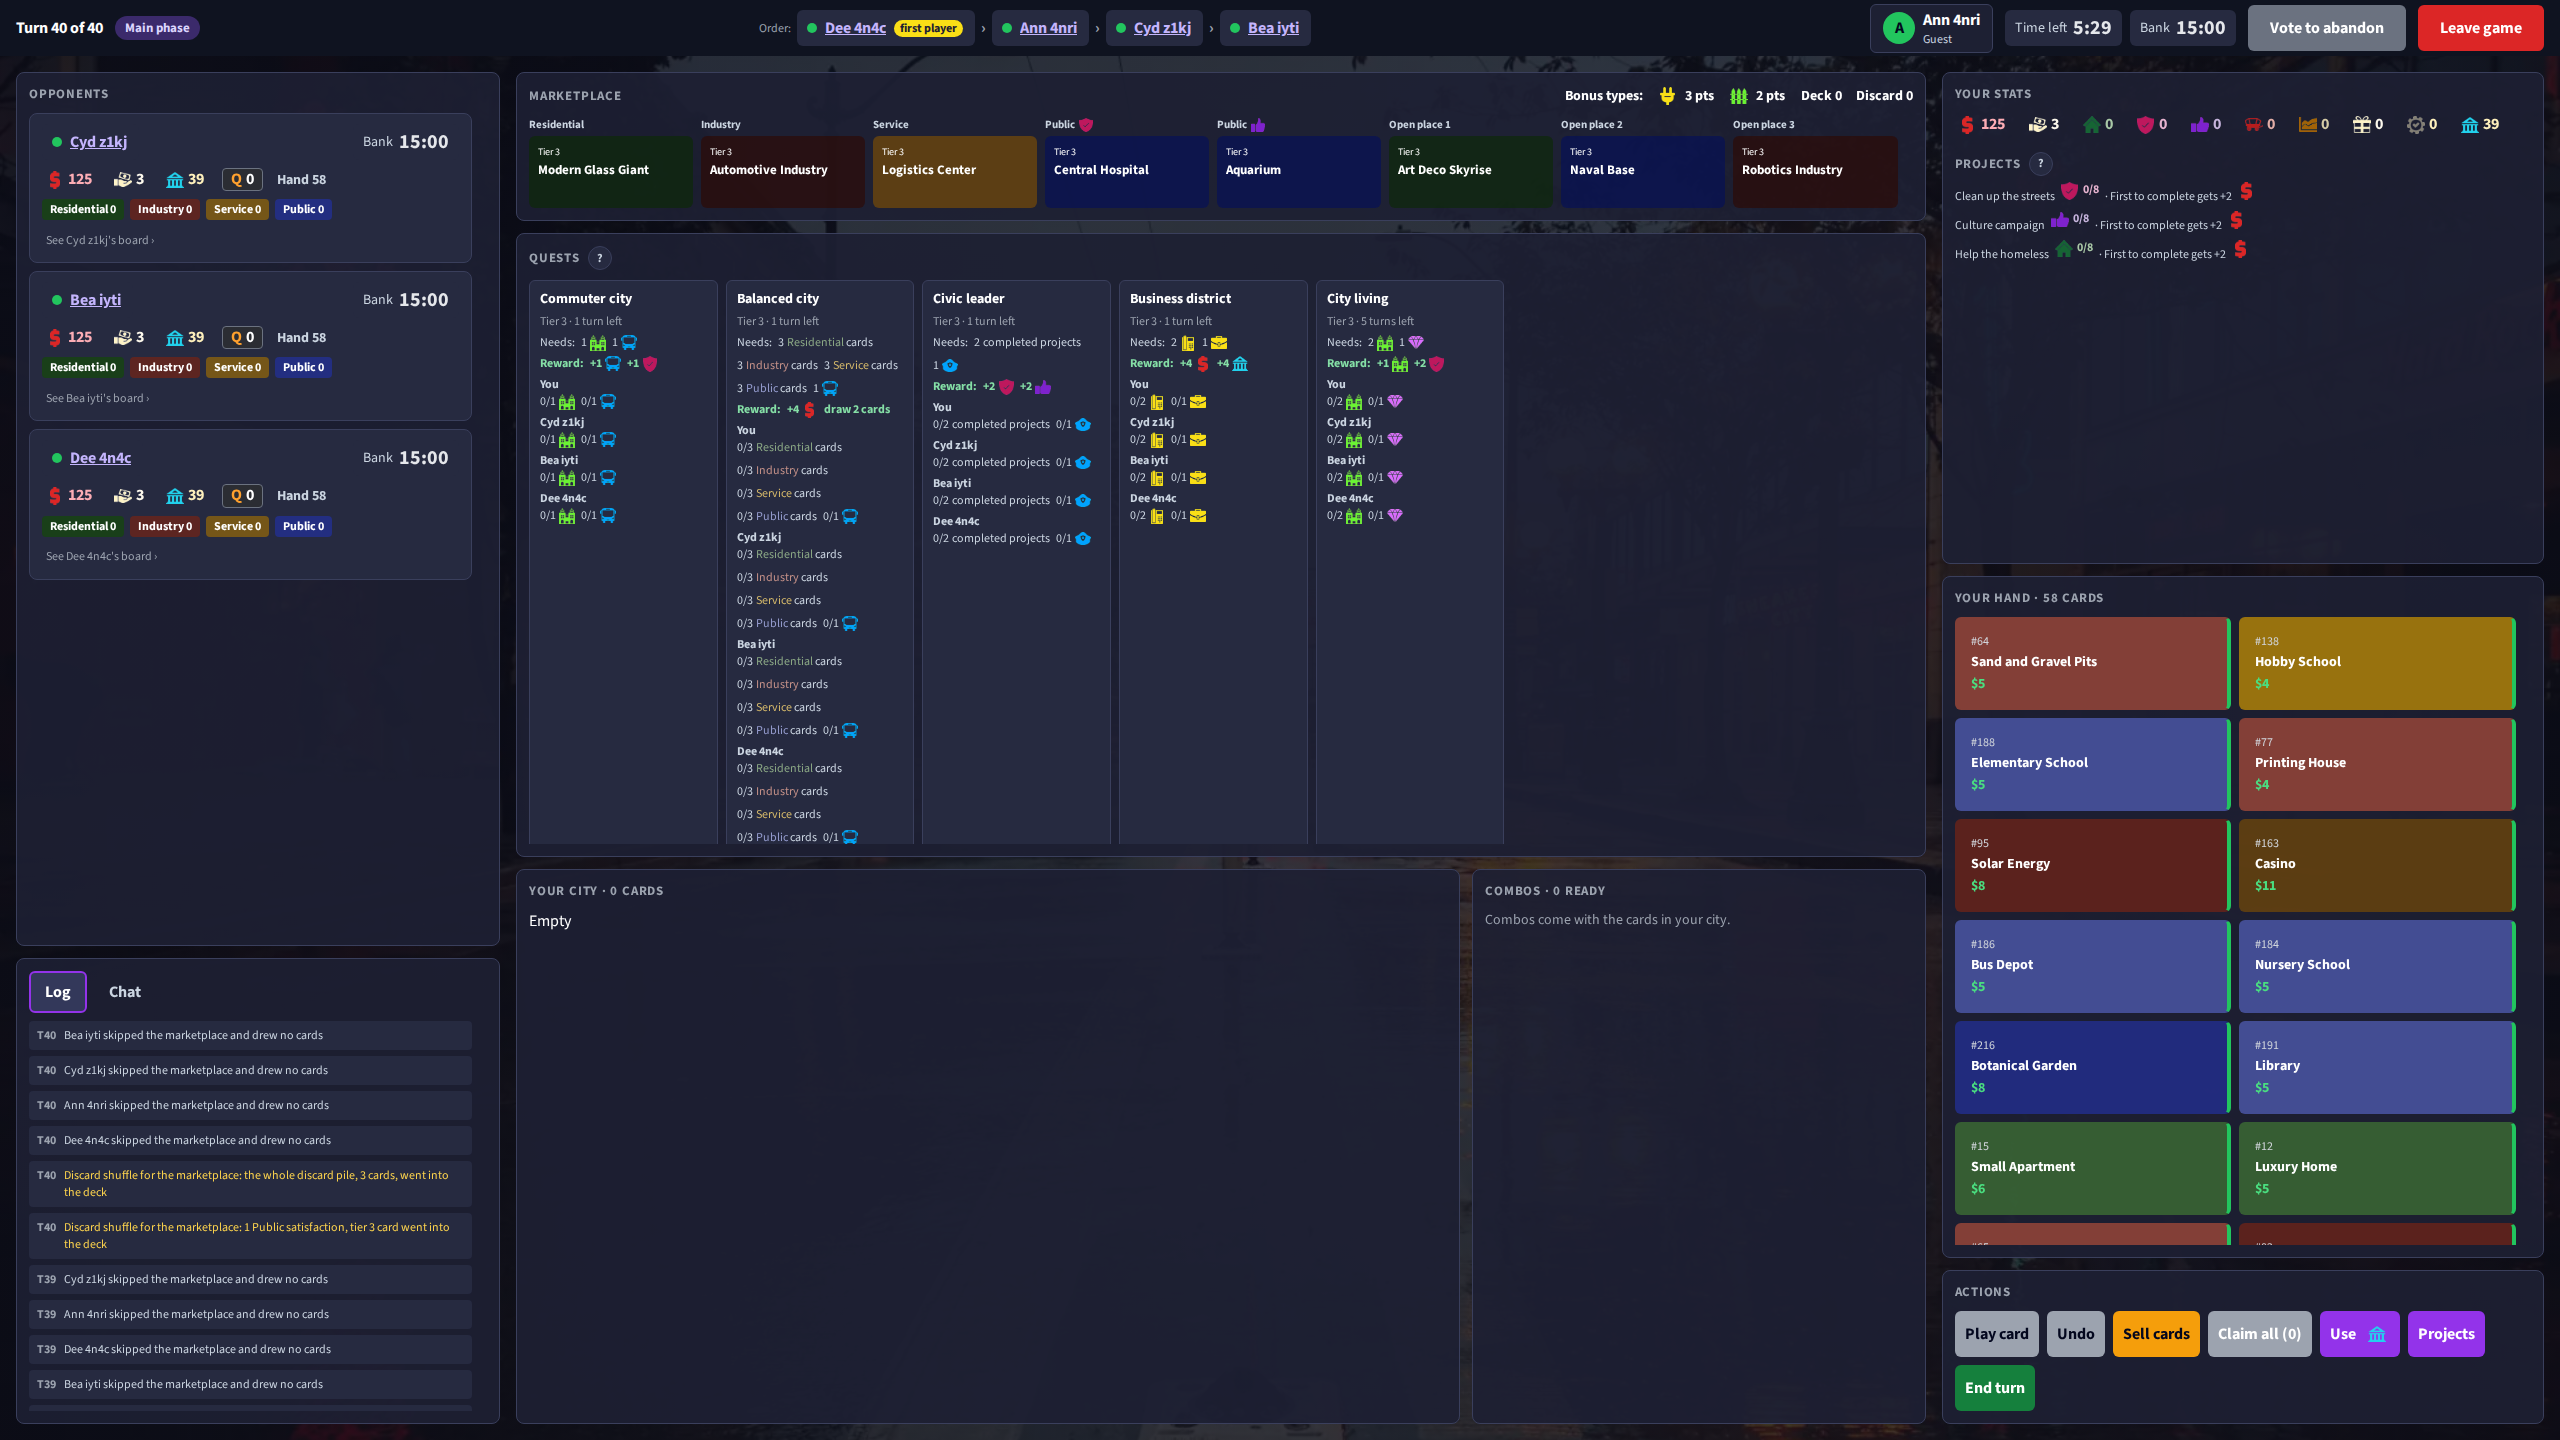 Turn 40 of 40 Main phase
Order: Dee 4n4c first player › Ann 4nri › Cyd z1kj › Bea iyti
A Ann 4nri Guest
Time left 5:29 Bank 15:00 Vote to abandon Leave game
OPPONENTS
Cyd z1kj Bank 15:00
125 3 39 Q 0 Hand 58
Residential 0 Industry 0 Service 0 Public 0
See Cyd z1kj's board ›
Bea iyti Bank 15:00
125 3 39 Q 0 Hand 58
Residential 0 Industry 0 Service 0 Public 0
See Bea iyti's board ›
Dee 4n4c Bank 15:00
125 3 39 Q 0 Hand 58
Residential 0 Industry 0 Service 0 Public 0
See Dee 4n4c's board ›
Log Chat
T40 Bea iyti skipped the marketplace and drew no cards
T40 Cyd z1kj skipped the marketplace and drew no cards
T40 Ann 4nri skipped the marketplace and drew no cards
T40 Dee 4n4c skipped the marketplace and drew no cards
T40 Discard shuffle for the marketplace: the whole discard pile, 3 cards, went into
the deck
T40 Discard shuffle for the marketplace: 1 Public satisfaction, tier 3 card went into
the deck
T39 Cyd z1kj skipped the marketplace and drew no cards
T39 Ann 4nri skipped the marketplace and drew no cards
T39 Dee 4n4c skipped the marketplace and drew no cards
T39 Bea iyti skipped the marketplace and drew no cards
MARKETPLACE
Bonus types: 3 pts 2 pts Deck 0 Discard 0
Residential Industry Service Public Public Open place 1 Open place 2 Open place 3
Tier 3 Tier 3 Tier 3 Tier 3 Tier 3 Tier 3 Tier 3 Tier 3
Modern Glass Giant Automotive Industry Logistics Center Central Hospital Aquarium Art Deco Skyrise Naval Base Robotics Industry
QUESTS ?
Commuter city
Tier 3 · 1 turn left
Needs: 1 1
Reward: +1 +1
You
0/1 0/1
Cyd z1kj
0/1 0/1
Bea iyti
0/1 0/1
Dee 4n4c
0/1 0/1
Balanced city
Tier 3 · 1 turn left
Needs: 3 Residential cards
3 Industry cards 3 Service cards
3 Public cards 1
Reward: +4 draw 2 cards
You
0/3 Residential cards
0/3 Industry cards
0/3 Service cards
0/3 Public cards 0/1
Cyd z1kj
0/3 Residential cards
0/3 Industry cards
0/3 Service cards
0/3 Public cards 0/1
Bea iyti
0/3 Residential cards
0/3 Industry cards
0/3 Service cards
0/3 Public cards 0/1
Dee 4n4c
0/3 Residential cards
0/3 Industry cards
0/3 Service cards
0/3 Public cards 0/1
Civic leader
Tier 3 · 1 turn left
Needs: 2 completed projects
1
Reward: +2 +2
You
0/2 completed projects 0/1
Cyd z1kj
0/2 completed projects 0/1
Bea iyti
0/2 completed projects 0/1
Dee 4n4c
0/2 completed projects 0/1
Business district
Tier 3 · 1 turn left
Needs: 2 1
Reward: +4 +4
You
0/2 0/1
Cyd z1kj
0/2 0/1
Bea iyti
0/2 0/1
Dee 4n4c
0/2 0/1
City living
Tier 3 · 5 turns left
Needs: 2 1
Reward: +1 +2
You
0/2 0/1
Cyd z1kj
0/2 0/1
Bea iyti
0/2 0/1
Dee 4n4c
0/2 0/1
YOUR CITY · 0 CARDS
Empty
COMBOS · 0 READY
Combos come with the cards in your city.
YOUR STATS
125 3 0 0 0 0 0 0 0 39
PROJECTS ?
Clean up the streets 0/8 · First to complete gets +2
Culture campaign 0/8 · First to complete gets +2
Help the homeless 0/8 · First to complete gets +2
YOUR HAND · 58 CARDS
#64
Sand and Gravel Pits
$5
#138
Hobby School
$4
#188
Elementary School
$5
#77
Printing House
$4
#95
Solar Energy
$8
#163
Casino
$11
#186
Bus Depot
$5
#184
Nursery School
$5
#216
Botanical Garden
$8
#191
Library
$5
#15
Small Apartment
$6
#12
Luxury Home
$5
ACTIONS
Play card Undo Sell cards Claim all (0) Use Projects
End turn